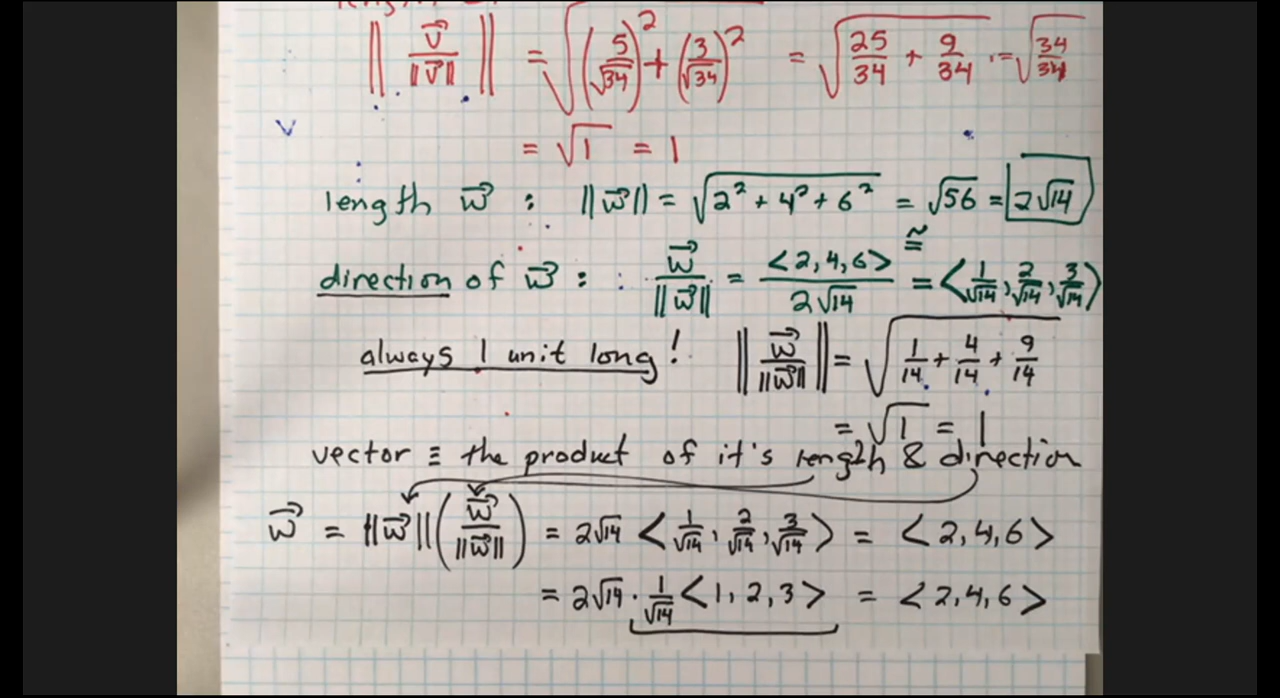 length
‖ v⃗ / ‖v⃗‖ ‖ = √((5/√34)² + (3/√34)²) = √(25/34 + 9/34) = √(34/34)
v
= √1 = 1
length w⃗ : ‖w⃗‖ = √(2² + 4² + 6²) = √56 = 2√14
≅
direction of w⃗ : w⃗ / ‖w⃗‖ = <2, 4, 6> / 2√14 = <1/√14, 2/√14, 3/√14>
always 1 unit long! ‖ w⃗ / ‖w⃗‖ ‖ = √(1/14 + 4/14 + 9/14)
= √1 = 1
vector ≡ the product of it's length & direction
w⃗ = ‖w⃗‖ (w⃗ / ‖w⃗‖) = 2√14 <1/√14, 2/√14, 3/√14> = <2, 4, 6>
= 2√14 · 1/√14 <1, 2, 3> = <2, 4, 6>